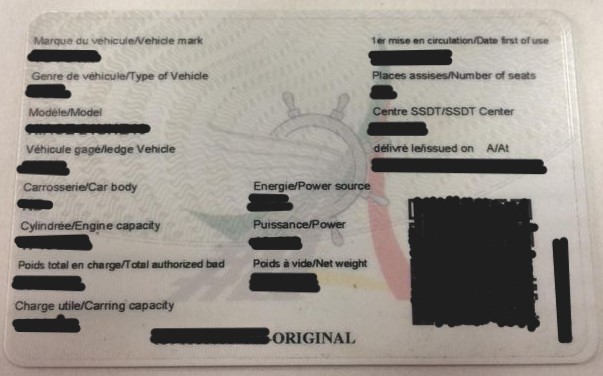 Marque du véhicule/Vehicle mark
1er mise en circulation/Date first of use
Genre de véhicule/Type of Vehicle
Places assises/Number of seats
Modèle/Model
Centre SSDT/SSDT Center
Véhicule gagé/ledge Vehicle
délivré le/issued on A/At
Carrosserie/Car body
Energie/Power source
Cylindrée/Engine capacity
Puissance/Power
Poids total en charge/Total authorized bad
Poids à vide/Net weight
Charge utile/Carring capacity
ORIGINAL